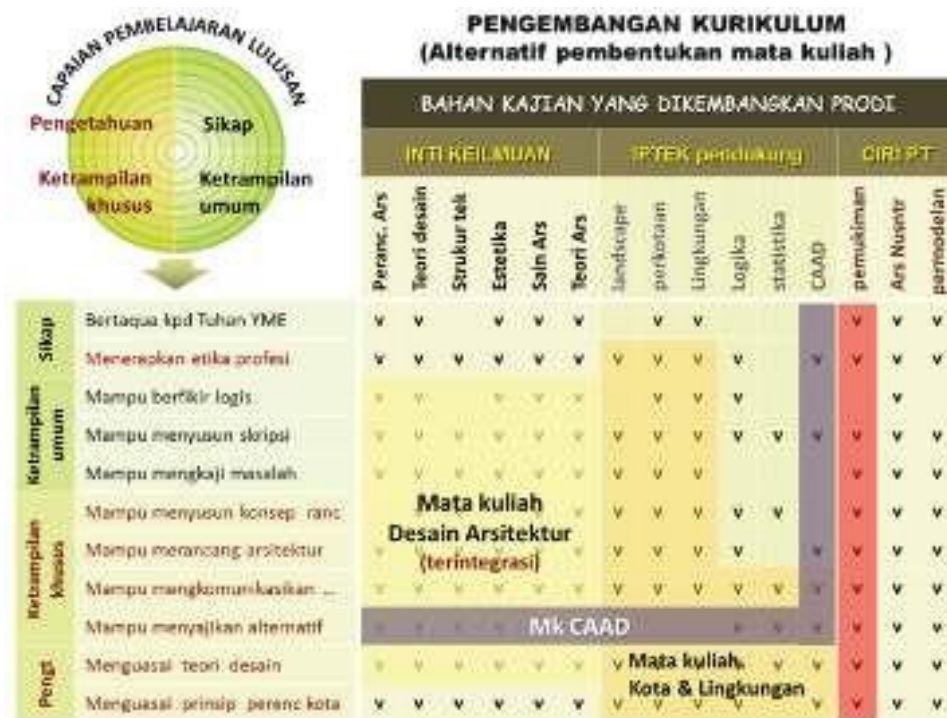 PENGEMBANGAN KURIKULUM
(Alternatif pembentukan mata kuliah )
CAPAIAN PEMBELAJARAN LULUSAN
Pengetahuan
Sikap
Ketrampilan khusus
Ketrampilan umum
BAHAN KAJIAN YANG DIKEMBANGKAN PRODI
INTI KEILMUAN
IPTEK pendukung
CIRI PT
Peranc. Ars
Teori desain
Strukur tek
Estetika
Sain Ars
Teori Ars
landscape
perkotaan
Lingkungan
Logika
statistika
CAAD
pemukiman
Ars Nusntr
permodelan
Sikap
Bertaqua kpd Tuhan YME
v v v v v v v v v v
Menerapkan etika profesi
v v v v v v v v v v v v v v
Ketrampilan umum
Mampu berfikir logis
v v v v v v v v v
Mampu menyusun skripsi
v v v v v v v v v v v v v v v
Mampu mengkaji masalah
v v v v v v v v v v v v
Ketrampilan khusus
Mampu menyusun konsep ranc
v v v v v v v v
Mampu merancang arsitektur
v v v v v v v v
Mampu mengkomunikasikan ...
v v v v v v v v v v v v v v v
Mampu menyajikan alternatif
v v v
Mata kuliah
Desain Arsitektur
(terintegrasi)
Mk CAAD
Pengt
Menguasai teori desain
Menguasai prinsip perenc kota
v v v v v v
Mata kuliah
Kota & Lingkungan